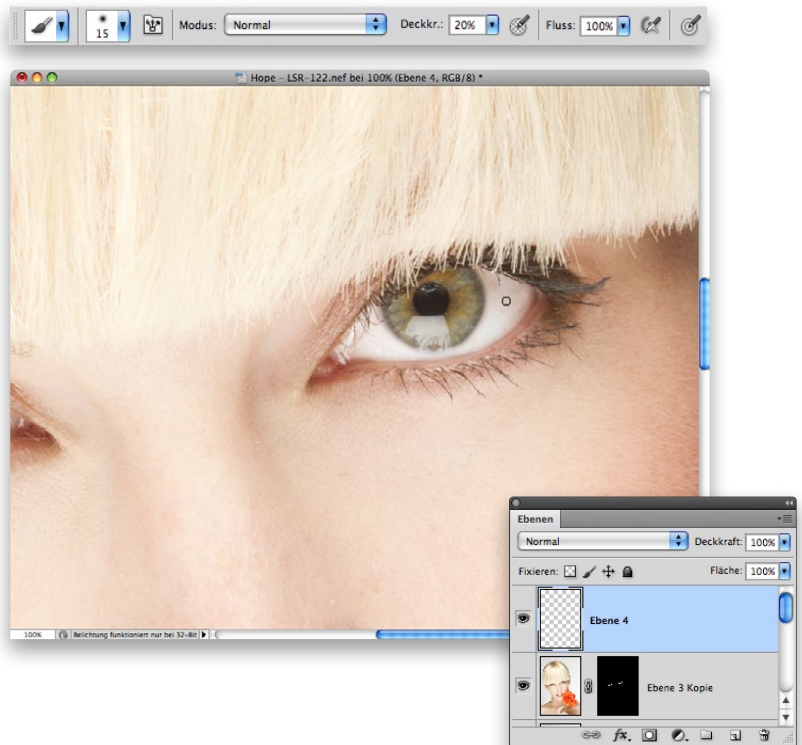 15 Modus: Normal Deckkr.: 20% Fluss: 100%
Hope – LSR-122.nef bei 100% (Ebene 4, RGB/8) *
100% Belichtung funktioniert nur bei 32-Bit
Ebenen
Normal Deckkraft: 100%
Fixieren: Fläche: 100%
Ebene 4
Ebene 3 Kopie
fx.